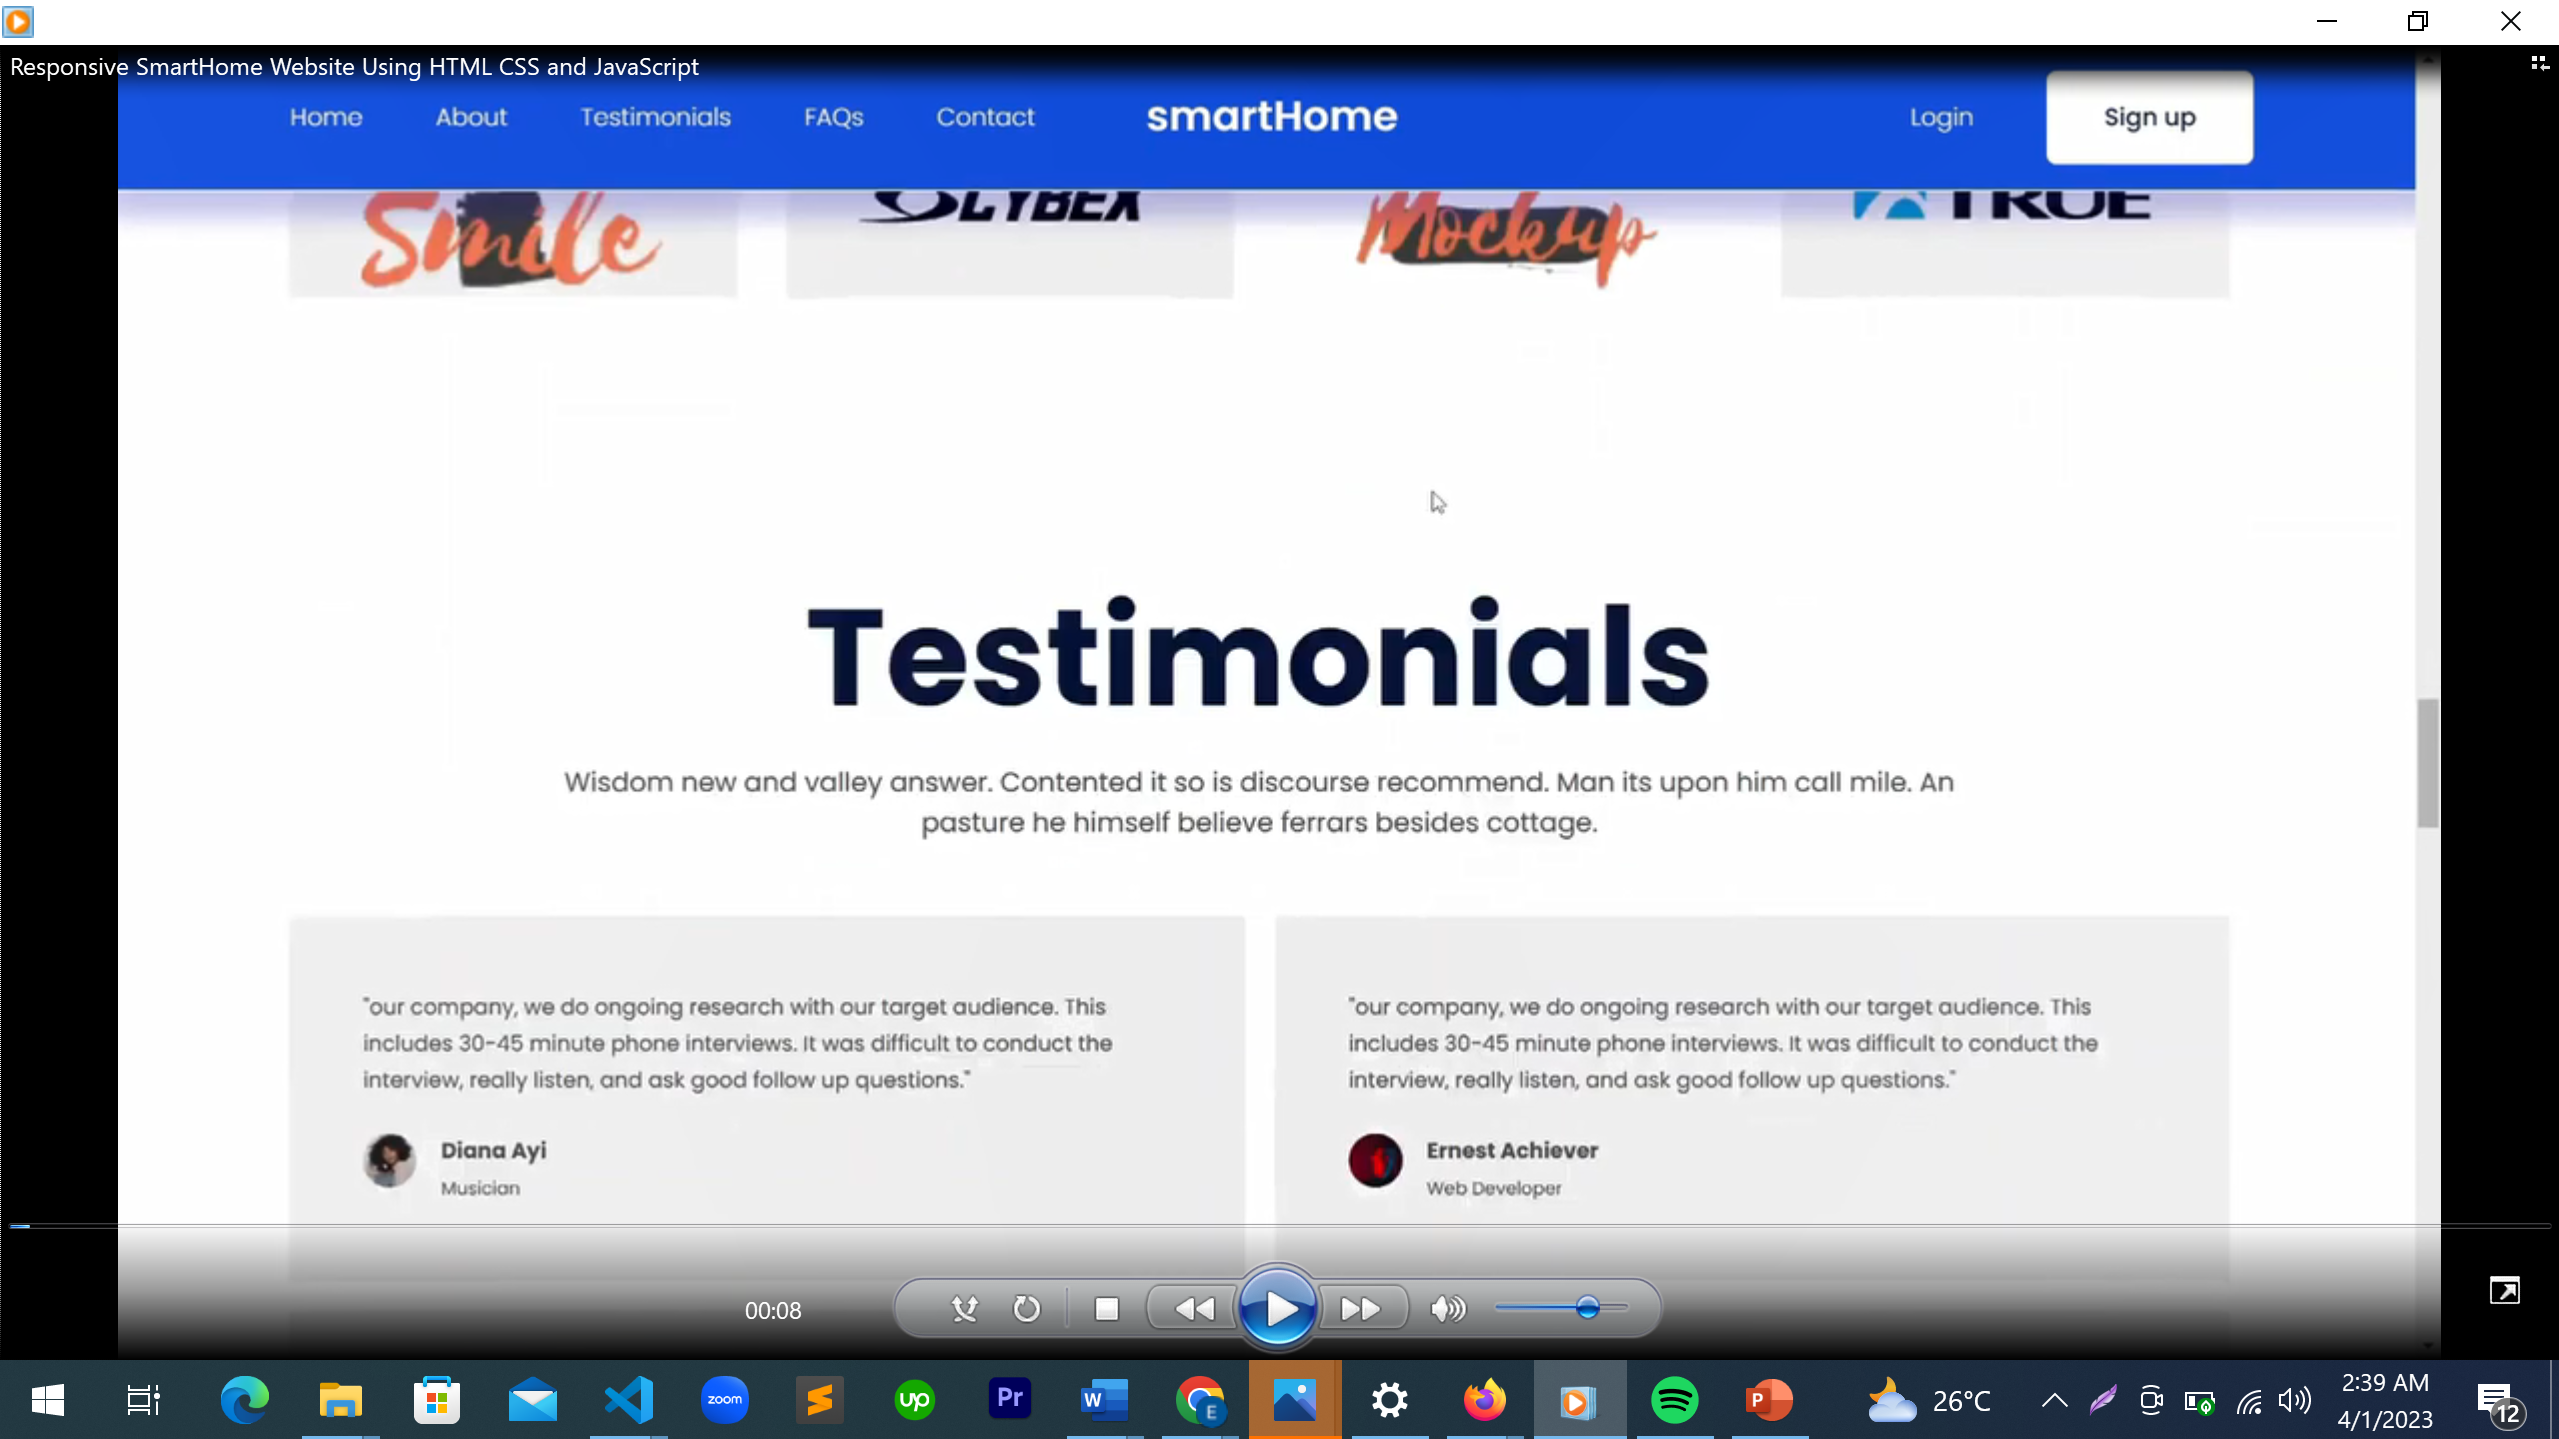 Responsive SmartHome Website Using HTML CSS and JavaScript
Home About Testimonials FAQs Contact smartHome Login Sign up
Smile CYBEX Mockup TRUE
Testimonials
Wisdom new and valley answer. Contented it so is discourse recommend. Man its upon him call mile. An
pasture he himself believe ferrars besides cottage.
"our company, we do ongoing research with our target audience. This
includes 30-45 minute phone interviews. It was difficult to conduct the
interview, really listen, and ask good follow up questions."
Diana Ayi
Musician
"our company, we do ongoing research with our target audience. This
includes 30-45 minute phone interviews. It was difficult to conduct the
interview, really listen, and ask good follow up questions."
Ernest Achiever
Web Developer
00:08
zoom
up
Pr
W
E
P
26°C
2:39 AM
4/1/2023
12